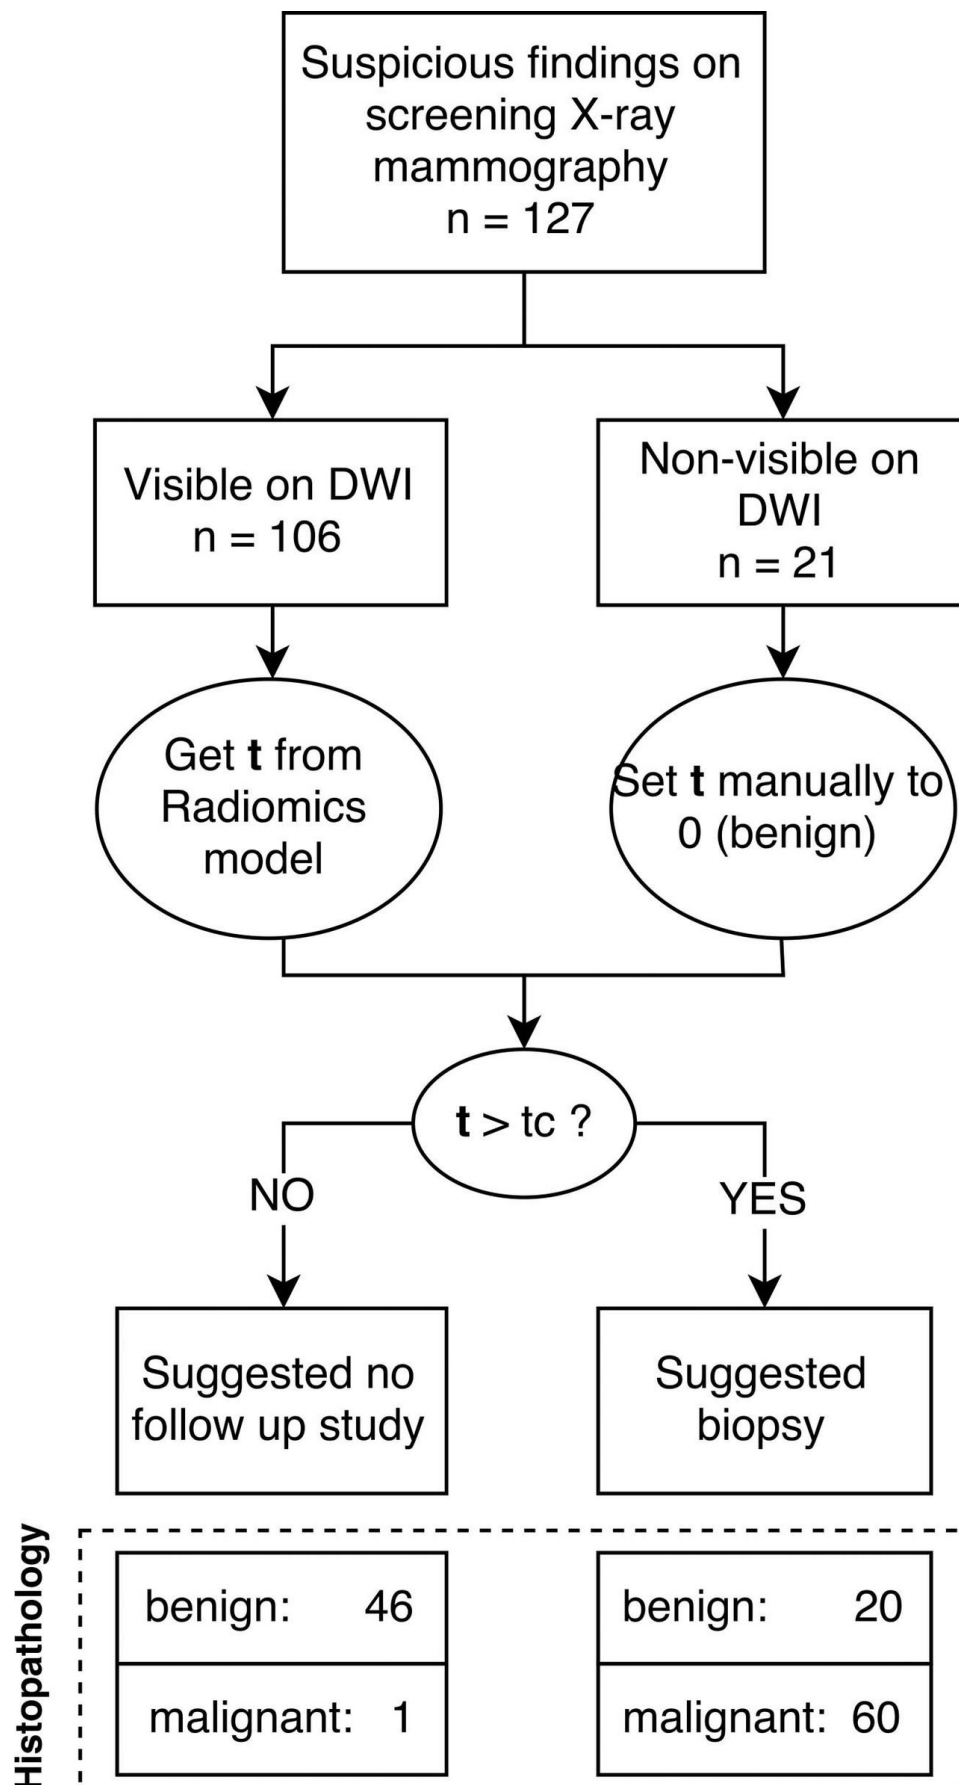 Suspicious findings on
screening X-ray
mammography
n = 127
Visible on DWI
n = 106
Non-visible on
DWI
n = 21
Get t from
Radiomics
model
Set t manually to
0 (benign)
t > tc ?
NO
YES
Suggested no
follow up study
Suggested
biopsy
Histopathology
benign: 46
malignant: 1
benign: 20
malignant: 60